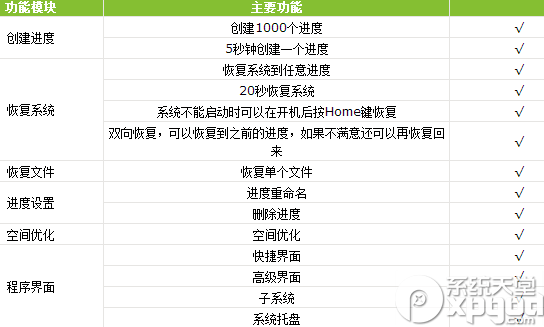 功能模块 主要功能
创建进度 创建1000个进度 √
5秒钟创建一个进度 √
恢复系统 恢复系统到任意进度 √
20秒恢复系统 √
系统不能启动时可以在开机后按Home键恢复 √
双向恢复，可以恢复到之前的进度，如果不满意还可以再恢复回来 √
恢复文件 恢复单个文件 √
进度设置 进度重命名 √
删除进度 √
空间优化 空间优化 √
程序界面 快捷界面 √
高级界面 √
子系统 √
系统托盘 √
系统天堂
xpgod.com